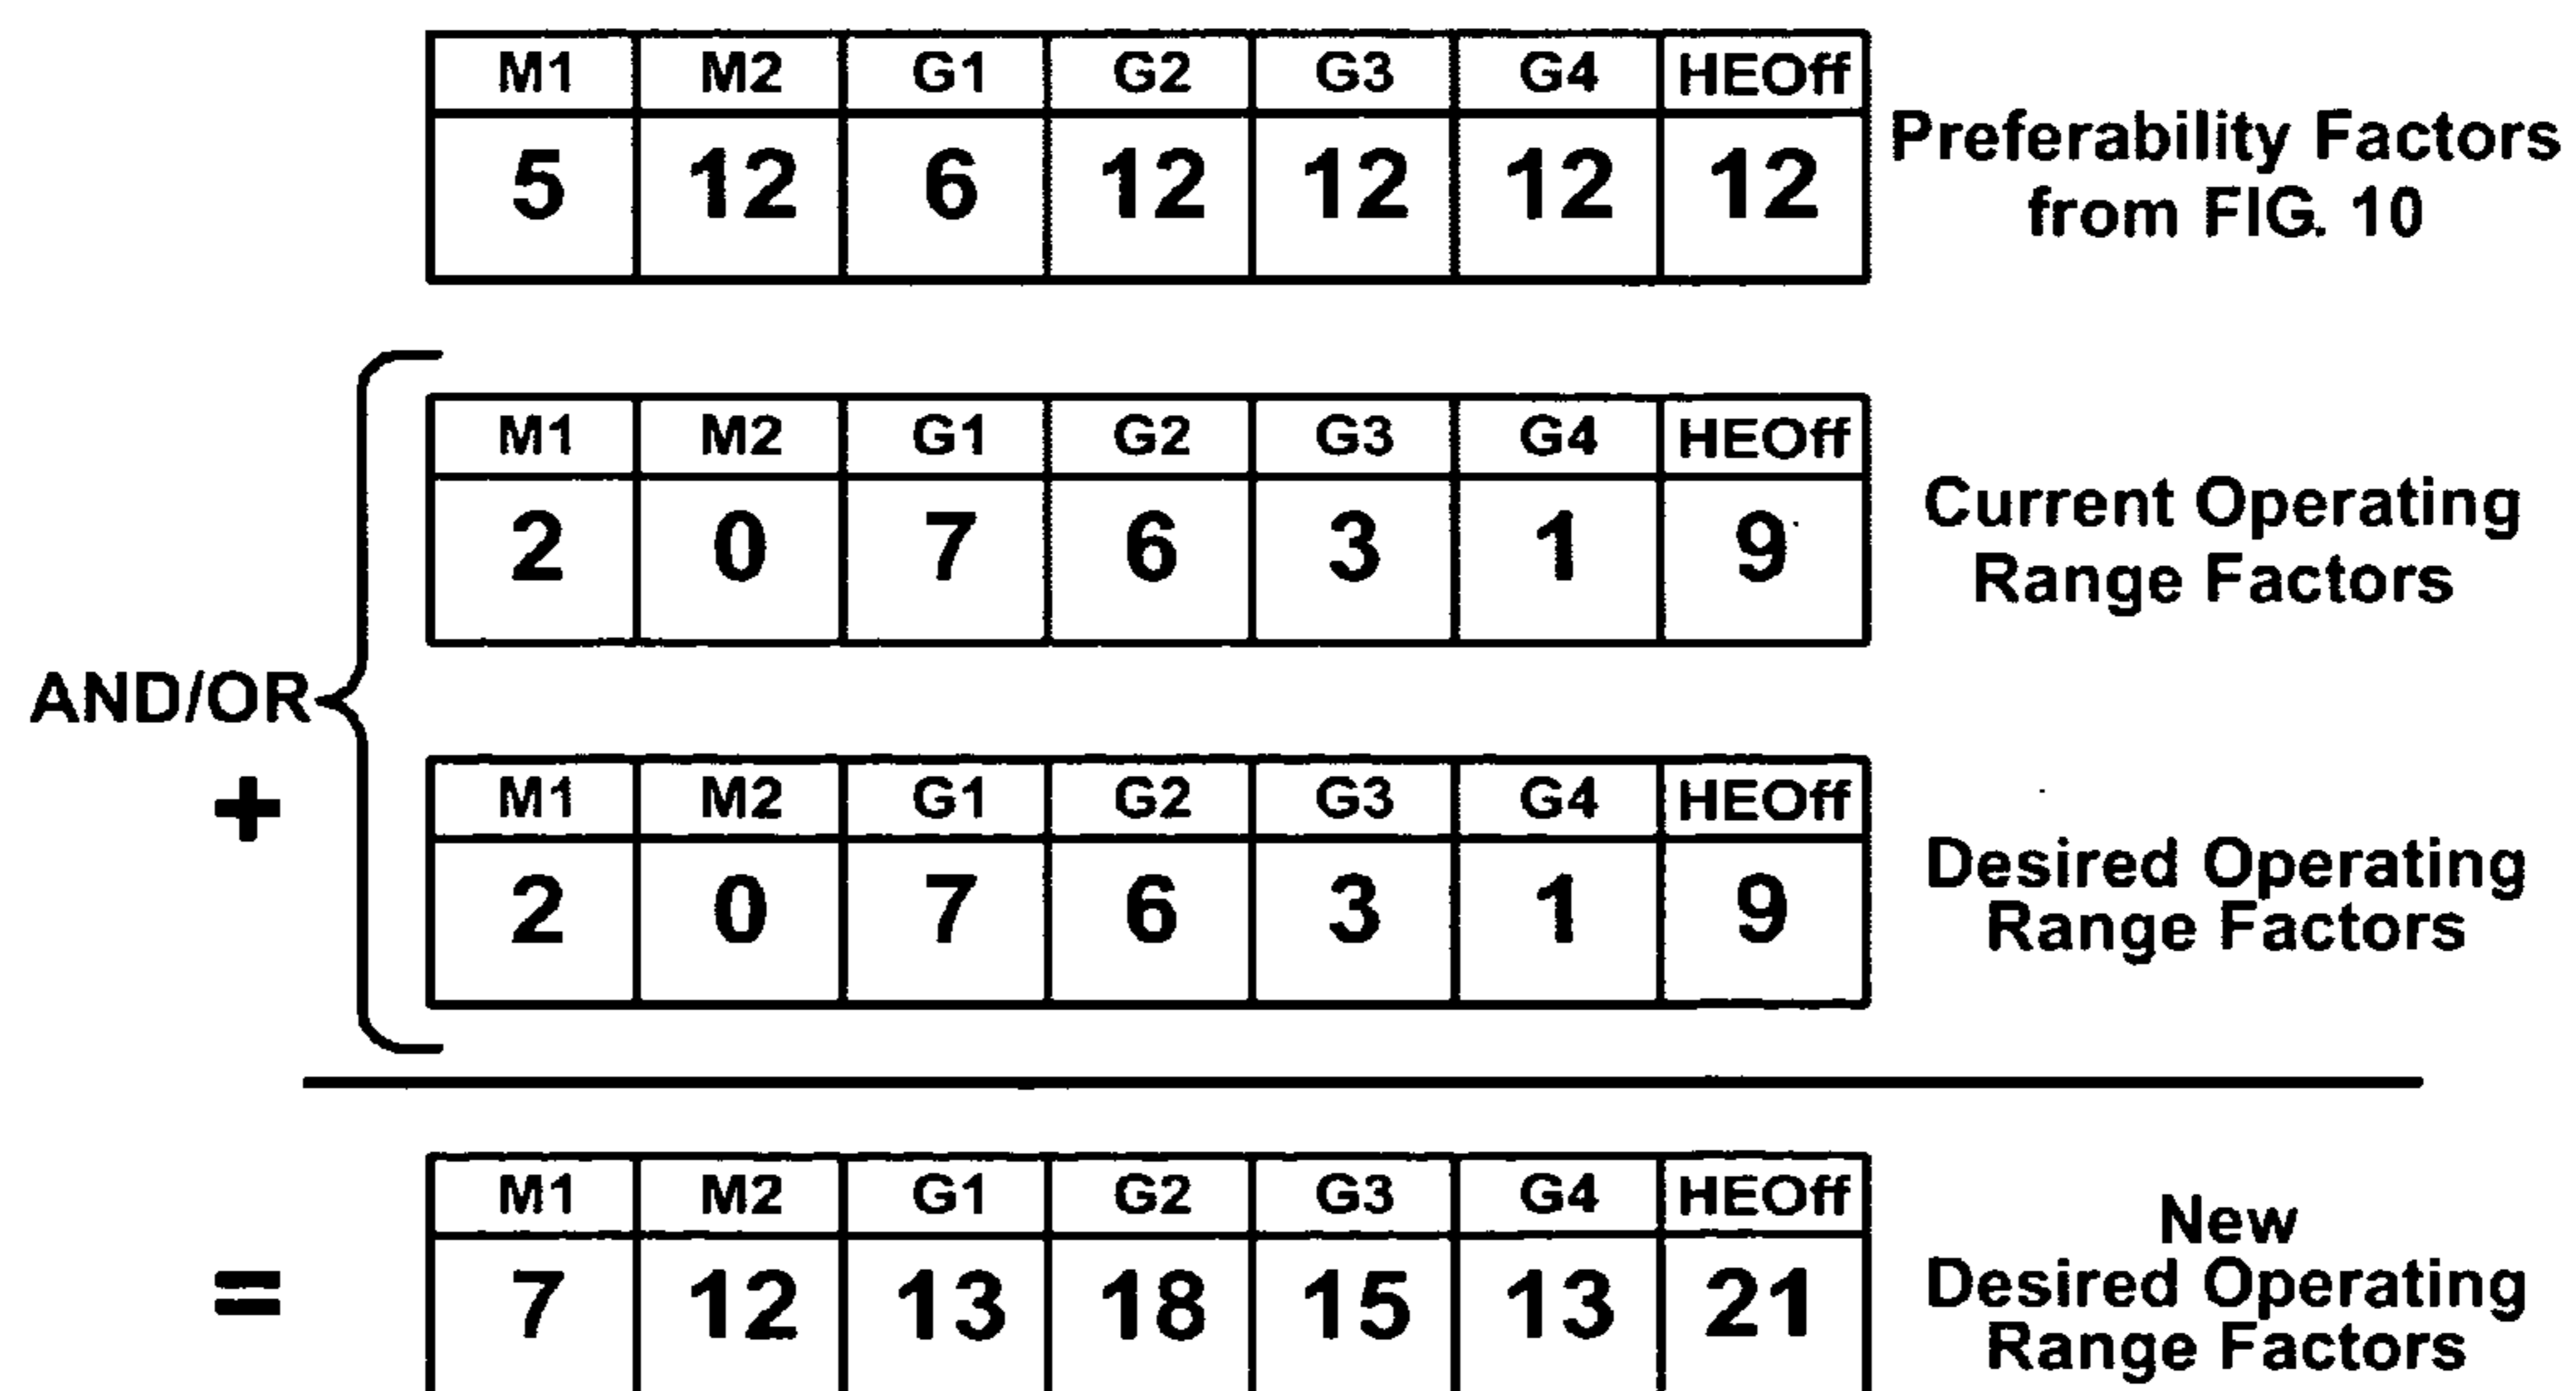 M1 M2 G1 G2 G3 G4 HEOff
5 12 6 12 12 12 12
Preferability Factors
from FIG. 10
M1 M2 G1 G2 G3 G4 HEOff
2 0 7 6 3 1 9
Current Operating
Range Factors
AND/OR
+
M1 M2 G1 G2 G3 G4 HEOff
2 0 7 6 3 1 9
Desired Operating
Range Factors
=
M1 M2 G1 G2 G3 G4 HEOff
7 12 13 18 15 13 21
New
Desired Operating
Range Factors